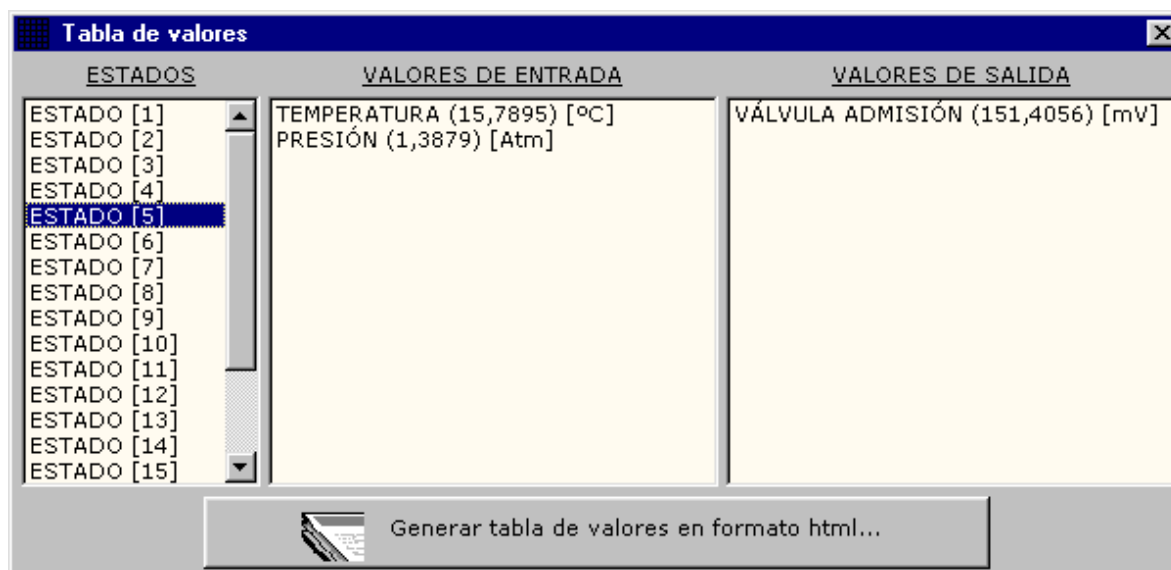 Tabla de valores
ESTADOS
VALORES DE ENTRADA
VALORES DE SALIDA
ESTADO [1]
ESTADO [2]
ESTADO [3]
ESTADO [4]
ESTADO [5]
ESTADO [6]
ESTADO [7]
ESTADO [8]
ESTADO [9]
ESTADO [10]
ESTADO [11]
ESTADO [12]
ESTADO [13]
ESTADO [14]
ESTADO [15]
TEMPERATURA (15,7895) [ºC]
PRESIÓN (1,3879) [Atm]
VÁLVULA ADMISIÓN (151,4056) [mV]
Generar tabla de valores en formato html...